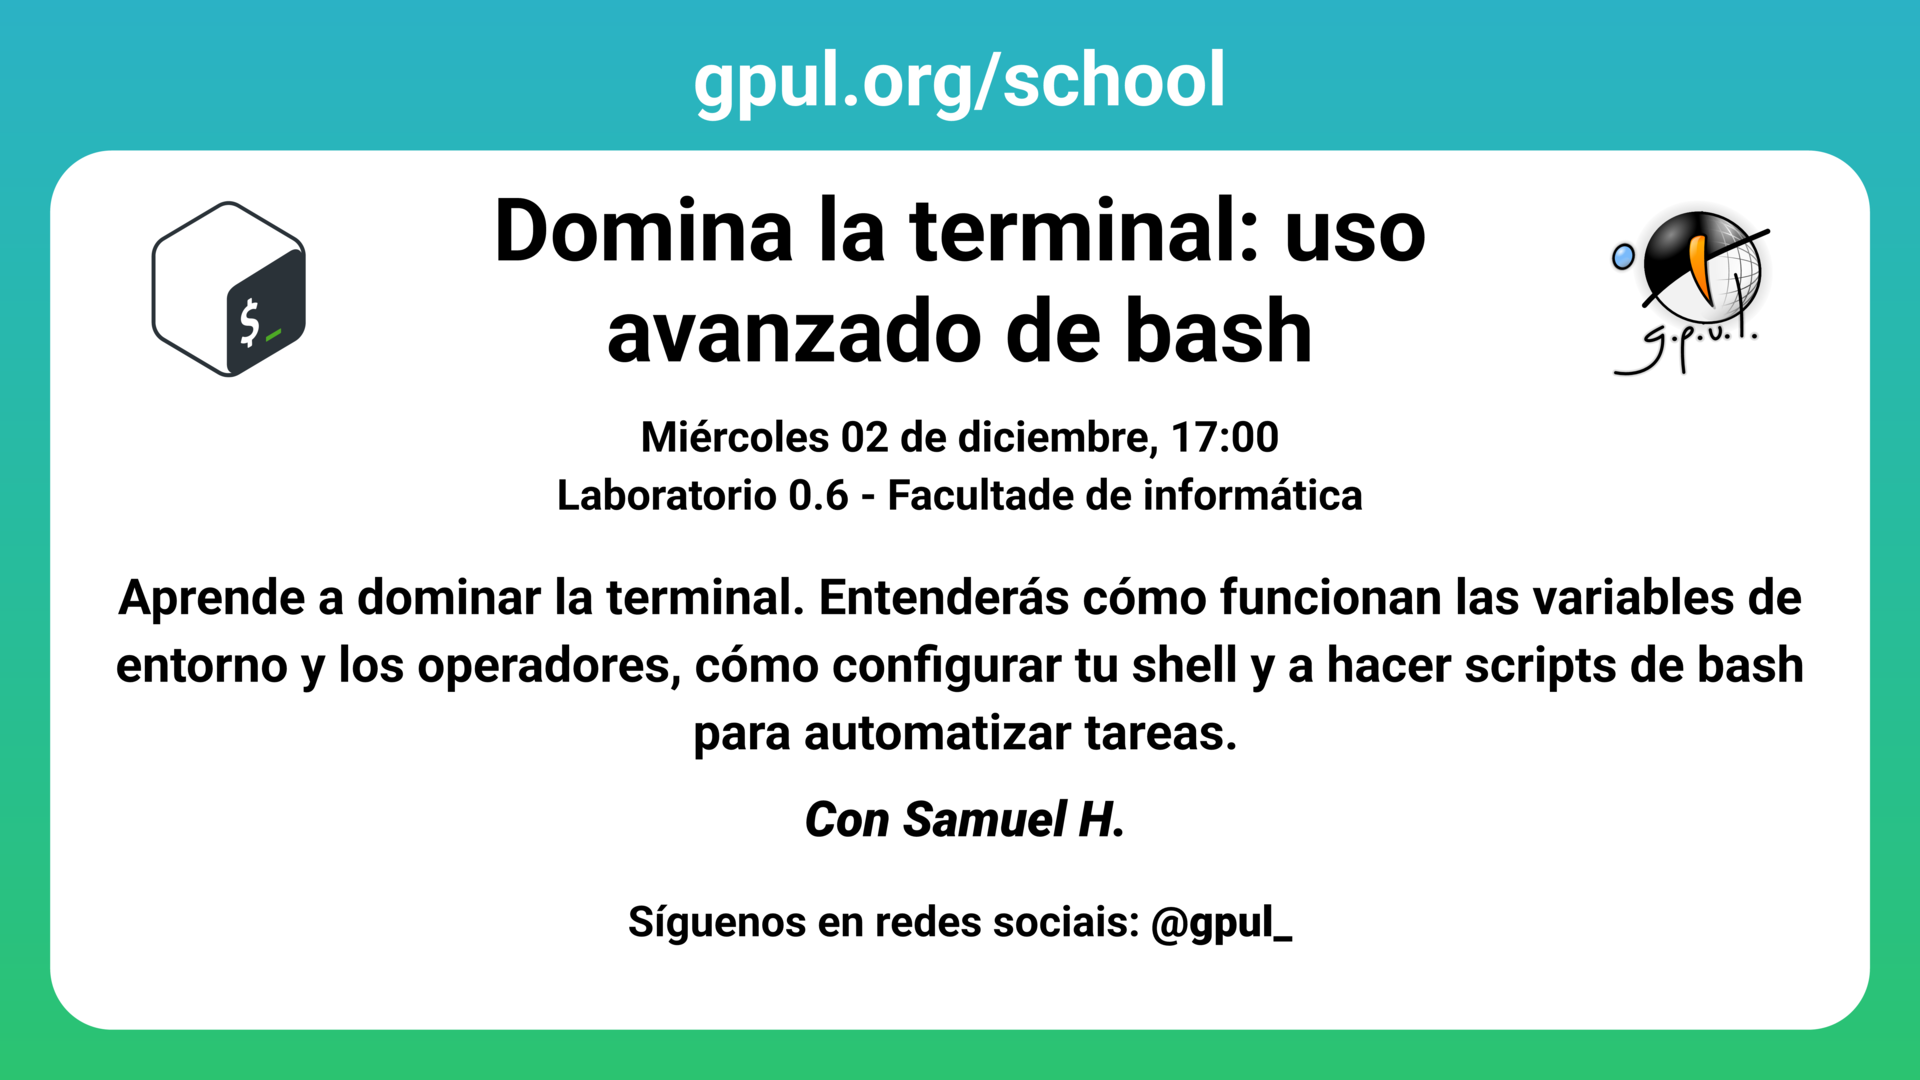 gpul.org/school
Domina la terminal: uso
avanzado de bash
$_
g.p.u.l.
Miércoles 02 de diciembre, 17:00
Laboratorio 0.6 - Facultade de informática
Aprende a dominar la terminal. Entenderás cómo funcionan las variables de
entorno y los operadores, cómo configurar tu shell y a hacer scripts de bash
para automatizar tareas.
Con Samuel H.
Síguenos en redes sociais: @gpul_